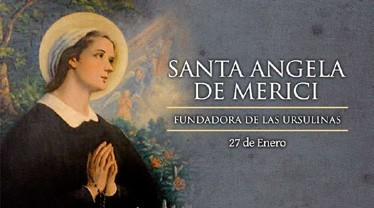 SANTA ANGELA
DE MERICI
FUNDADORA DE LAS URSULINAS
27 de Enero